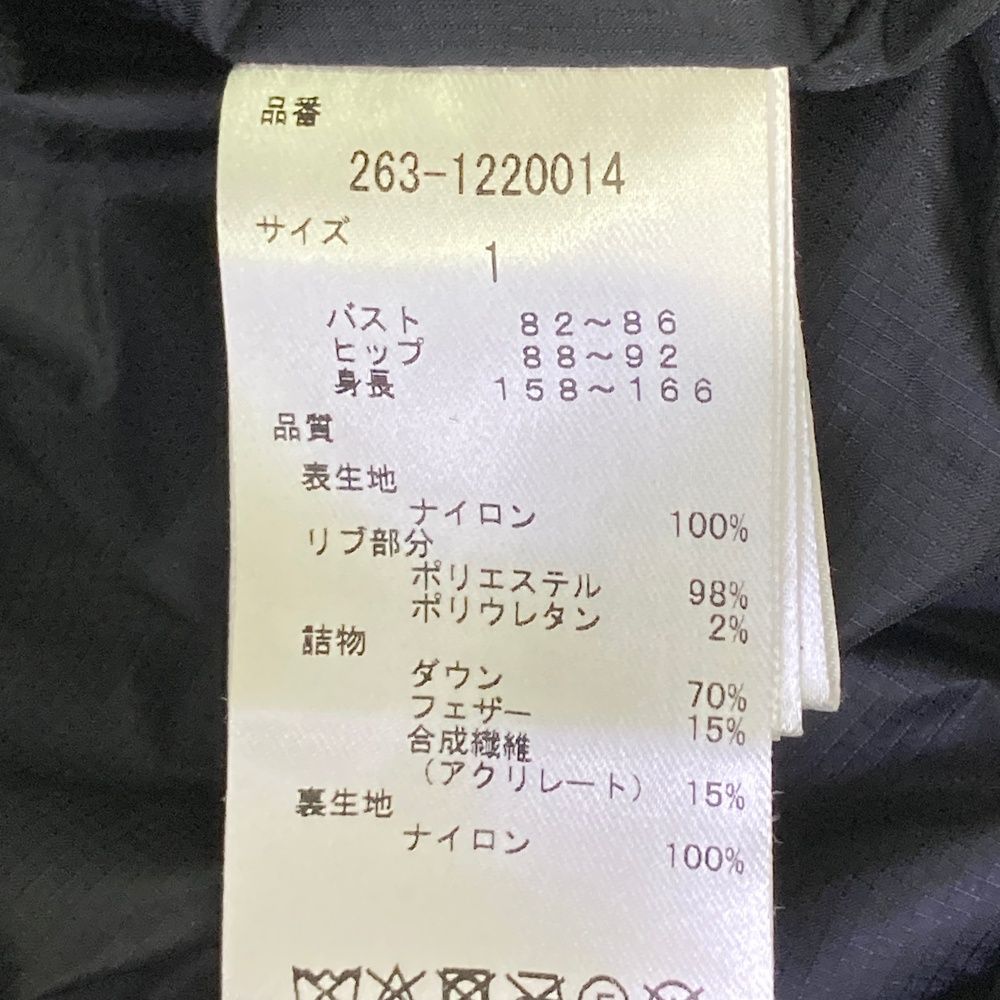 品番
263-1220014
サイズ
1
バスト 82～86
ヒップ 88～92
身長 158～166
品質
表生地
ナイロン 100%
リブ部分
ポリエステル 98%
ポリウレタン 2%
詰物
ダウン 70%
フェザー 15%
合成繊維
(アクリレート) 15%
裏生地
ナイロン 100%